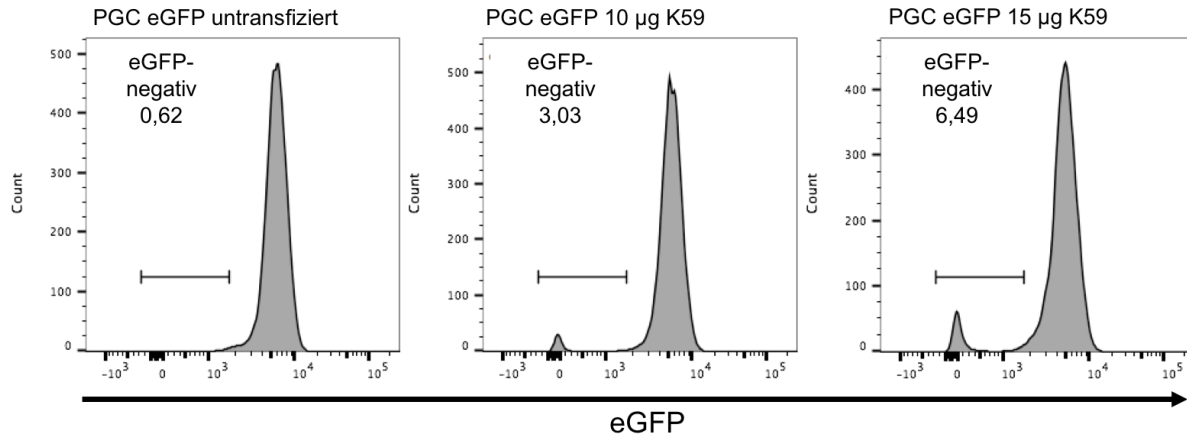 PGC eGFP untransfiziert
eGFP-
negativ
0,62
500
400
300
200
100
0
Count
-10³ 0 10³ 10⁴ 10⁵
PGC eGFP 10 µg K59
eGFP-
negativ
3,03
500
400
300
200
100
0
Count
-10³ 0 10³ 10⁴ 10⁵
PGC eGFP 15 µg K59
eGFP-
negativ
6,49
400
300
200
100
0
Count
-10³ 0 10³ 10⁴ 10⁵
eGFP